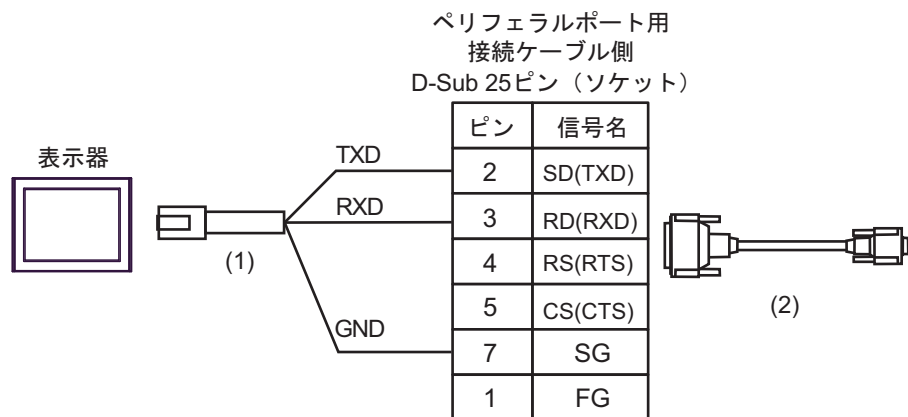 ペリフェラルポート用
接続ケーブル側
D-Sub 25ピン（ソケット）
ピン 信号名
表示器
TXD
2 SD(TXD)
RXD
3 RD(RXD)
(1)
4 RS(RTS)
(2)
5 CS(CTS)
GND
7 SG
1 FG